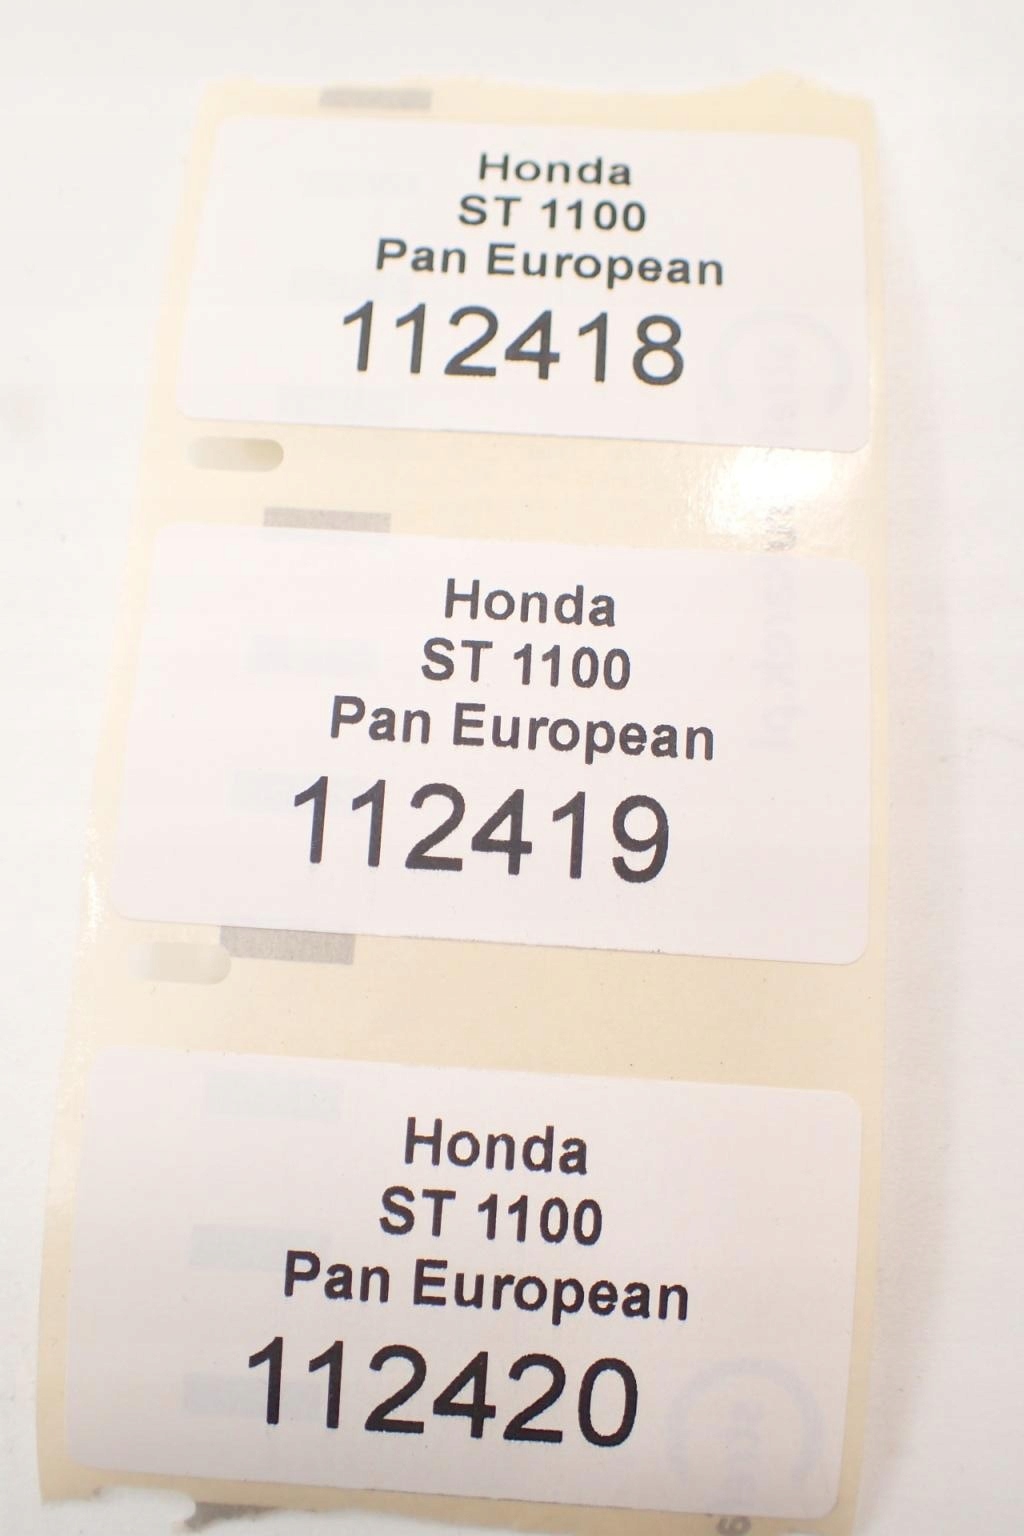 Honda
ST 1100
Pan European
112418
Honda
ST 1100
Pan European
112419
Honda
ST 1100
Pan European
112420